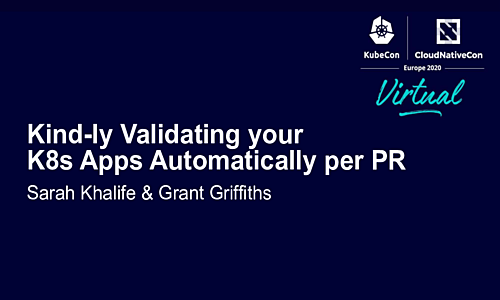 KubeCon
CloudNativeCon
Europe 2020
Virtual
Kind-ly Validating your
K8s Apps Automatically per PR
Sarah Khalife & Grant Griffiths